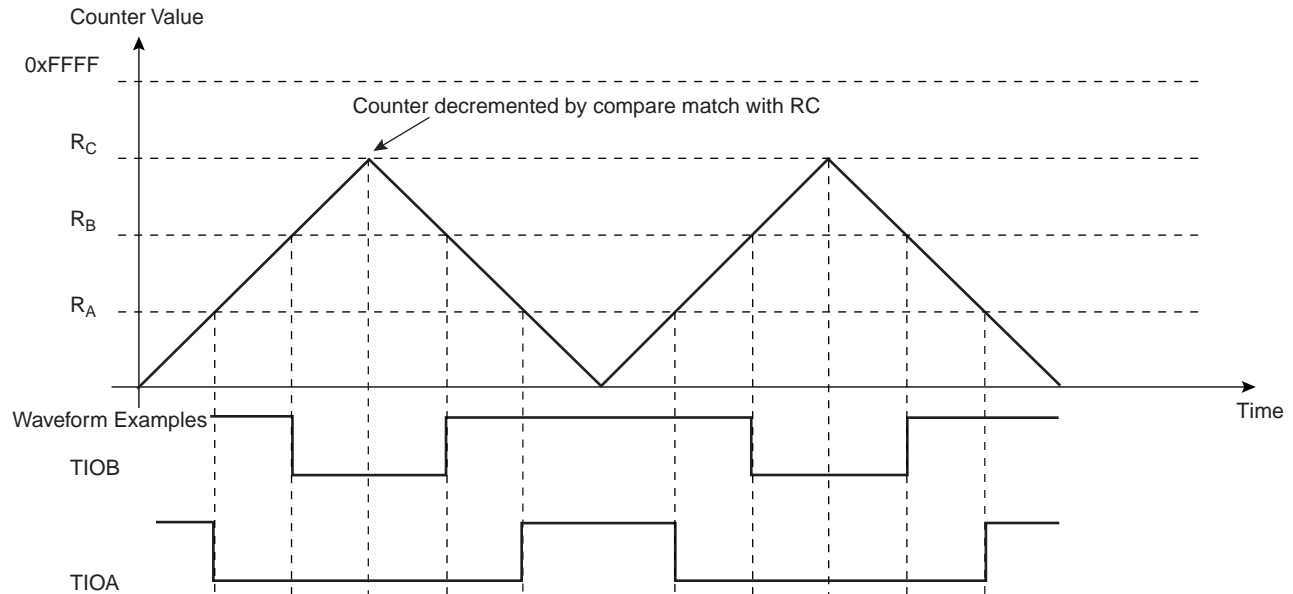 Counter Value
0xFFFF
Counter decremented by compare match with RC
RC
RB
RA
Time
Waveform Examples
TIOB
TIOA